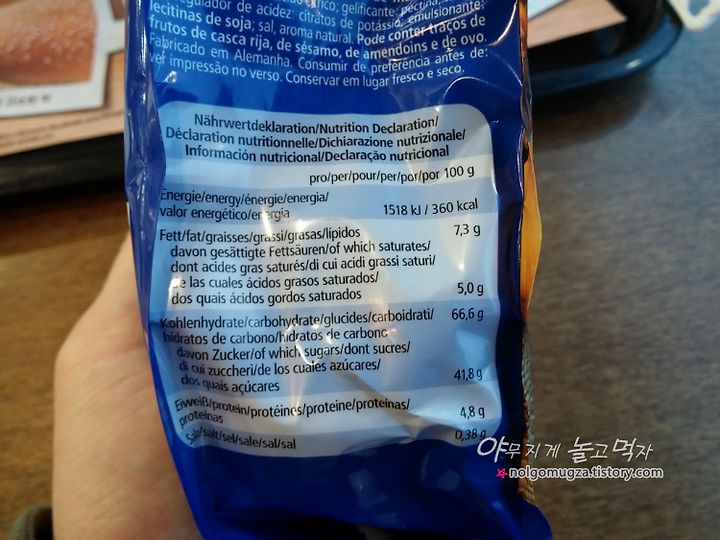 rico; gelificante: pectina,
regulador de acidez: citratos de potássio, emulsionante:
lecitinas de soja; sal, aroma natural. Pode conter traços de
frutos de casca rija, de sésamo, de amendoins e de ovo.
Fabricado em Alemanha. Consumir de preferência antes de:
ver impressão no verso. Conservar em lugar fresco e seco.
Nährwertdeklaration/Nutrition Declaration/
Déclaration nutritionnelle/Dichiarazione nutrizionale/
Información nutricional/Declaração nutricional
pro/per/pour/per/por/por 100 g
Energie/energy/énergie/energia/
valor energético/energia 1518 kJ / 360 kcal
Fett/fat/graisses/grassi/grasas/lípidos 7,3 g
davon gesättigte Fettsäuren/of which saturates/
dont acides gras saturés/di cui acidi grassi saturi/
de las cuales ácidos grasos saturados/
dos quais ácidos gordos saturados 5,0 g
Kohlenhydrate/carbohydrate/glucides/carboidrati/ 66,6 g
hidratos de carbono/hidratos de carbono
davon Zucker/of which sugars/dont sucres/
di cui zuccheri/de los cuales azúcares/
dos quais açúcares 41,8 g
Eiweiß/protein/protéines/proteine/proteínas/
proteínas 4,8 g
Salz/salt/sel/sale/sal/sal 0,38 g
야무지게 놀고먹자
nolgomugza.tistory.com